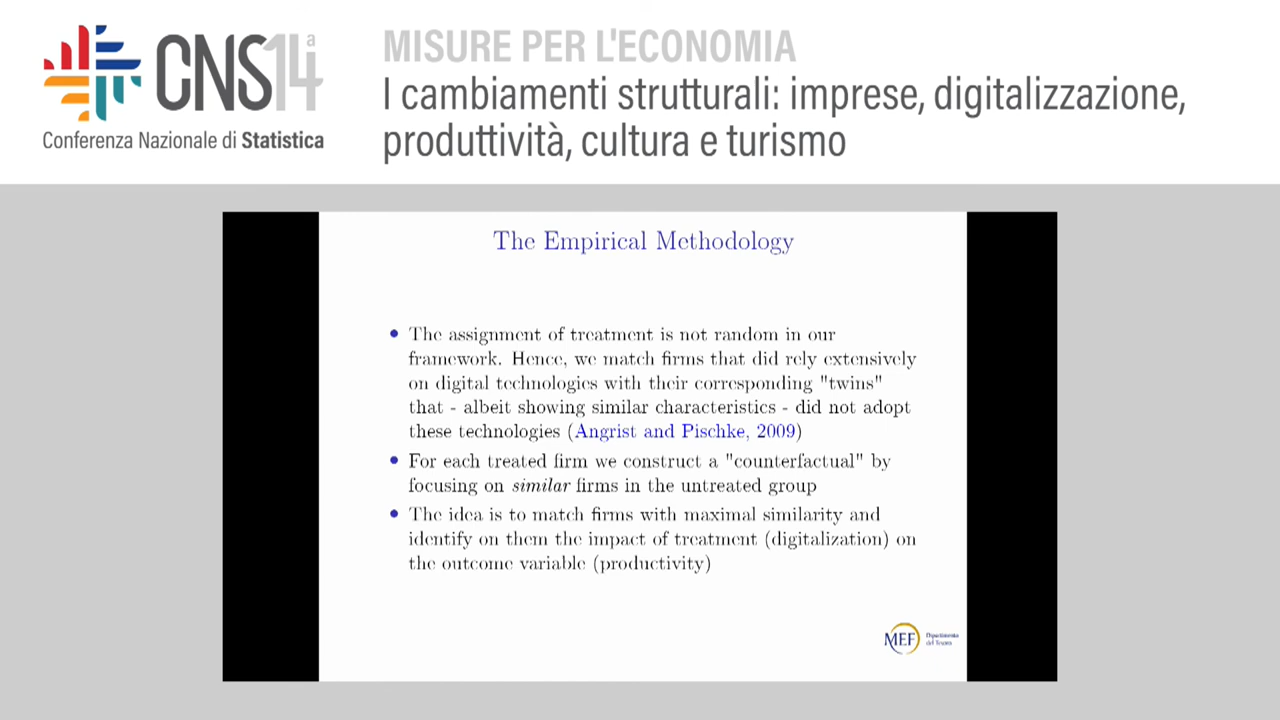 CNS14a
Conferenza Nazionale di Statistica
MISURE PER L'ECONOMIA
I cambiamenti strutturali: imprese, digitalizzazione,
produttività, cultura e turismo
The Empirical Methodology
• The assignment of treatment is not random in our
framework. Hence, we match firms that did rely extensively
on digital technologies with their corresponding "twins"
that - albeit showing similar characteristics - did not adopt
these technologies (Angrist and Pischke, 2009)
• For each treated firm we construct a "counterfactual" by
focusing on similar firms in the untreated group
• The idea is to match firms with maximal similarity and
identify on them the impact of treatment (digitalization) on
the outcome variable (productivity)
MEF
Dipartimento
del Tesoro